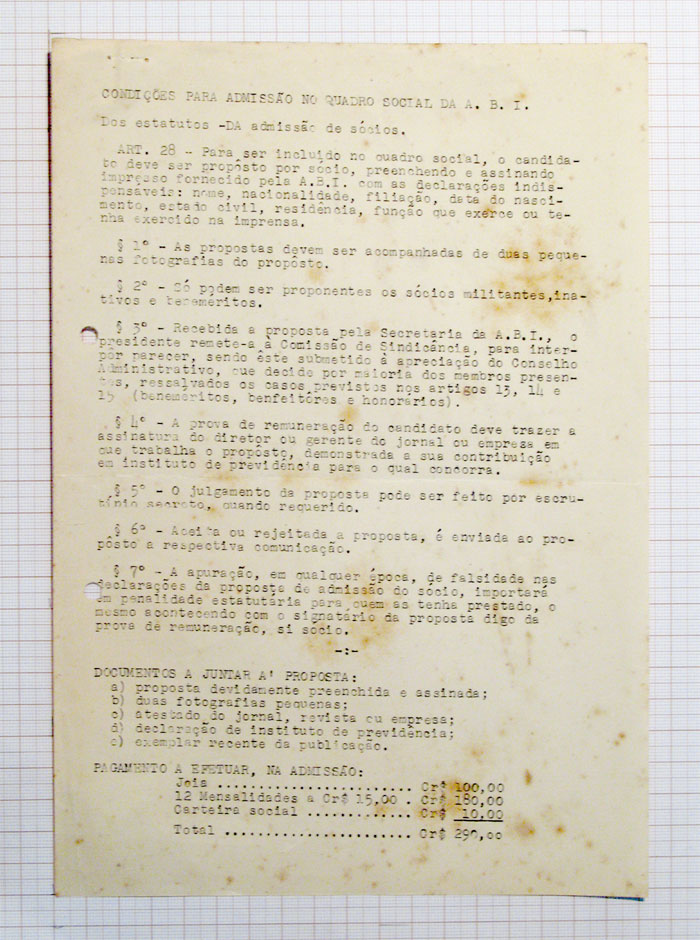 CONDIÇÕES PARA ADMISSÃO NO QUADRO SOCIAL DA A. B. I.
Dos estatutos -DA admissão de sócios.
ART. 28 - Para ser incluido no quadro social, o candida-
to deve ser propôsto por sócio, preenchendo e assinando
impresso fornecido pela A.B.I. com as declarações indis-
ponsáveis: nome, nacionalidade, filiação, data do nasci-
mento, estado civil, residência, função que exerce ou te-
nha exercido na imprensa.
§ 1º - As propostas devem ser acompanhadas de duas peque-
nas fotografias do propôsto.
§ 2º - Só podem ser proponentes os sócios militantes,ina-
tivos e beneméritos.
§ 3º - Recebida a proposta pela Secretaria da A.B.I., o
presidente remete-a à Comissão de Sindicância, para inter-
pôr parecer, sendo êste submetido à apreciação do Conselho
Administrativo, que decide por maioria dos membros presen-
tes, ressalvados os casos previstos nos artigos 13, 14 e
15 (benemeritos, benfeitôres e honorários).
§ 4º - A prova de remuneração do candidato deve trazer a
assinatura do diretor ou gerente do jornal ou empresa em
que trabalha o propôsto, demonstrada a sua contribuição
em instituto de previdência para o qual concorra.
§ 5º - O julgamento da proposta pode ser feito por escru-
tínio secreto, quando requerido.
§ 6º - Aceita ou rejeitada a proposta, é enviada ao pro-
pôsto a respectiva comunicação.
§ 7º - A apuração, em qualquer época, de falsidade nas
declarações da proposta de admissão do sócio, importará
em penalidade estatutária para quem as tenha prestado, o
mesmo acontecendo com o signatário da proposta digo da
prova de remuneração, si sócio.
-:-
DOCUMENTOS A JUNTAR A' PROPOSTA:
a) proposta devidamente preenchida e assinada;
b) duas fotografias pequenas;
c) atestado do jornal, revista ou empresa;
d) declaração de instituto de previdência;
e) exemplar recente da publicação.
PAGAMENTO A EFETUAR, NA ADMISSÃO:
Joia ........................ Cr$ 100,00
12 Mensalidades a Cr$ 15,00 . Cr$ 180,00
Carteira social ............. Cr$ 10,00
Total ....................... Cr$ 290,00